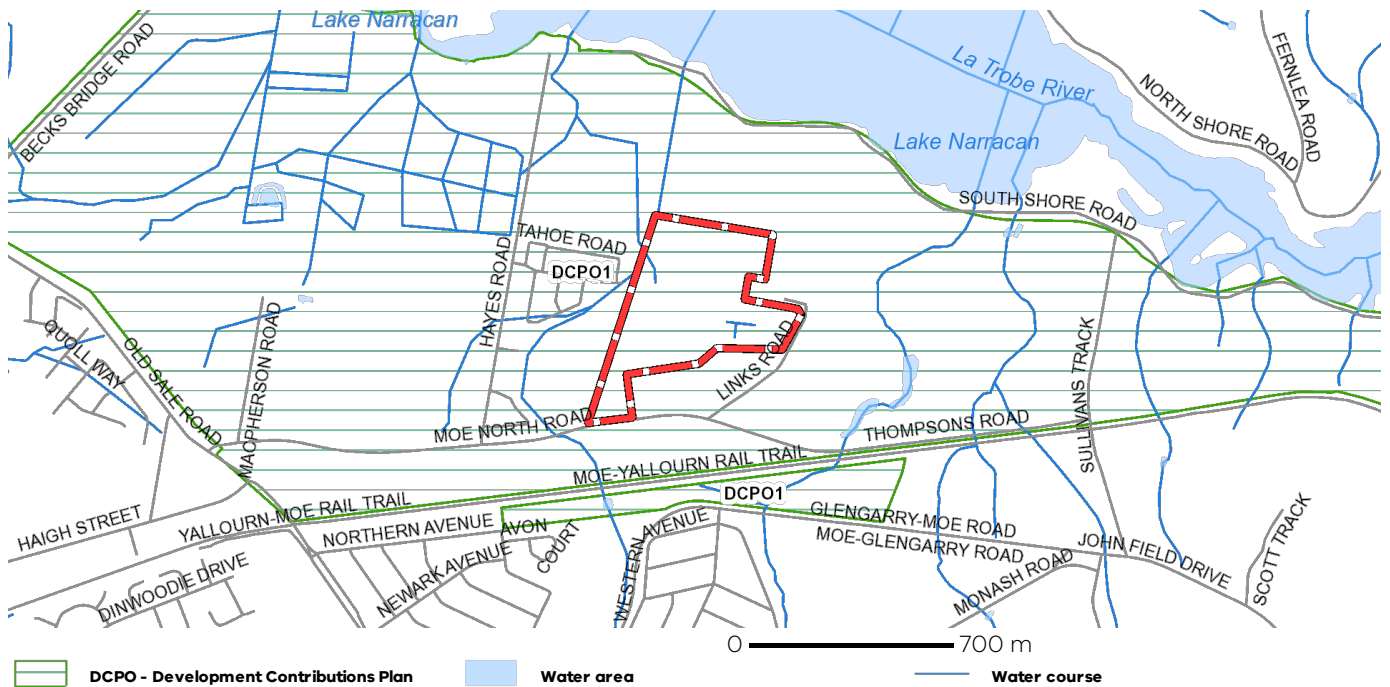 Lake Narracan
BECKS BRIDGE ROAD
La Trobe River
FERNLEA ROAD
NORTH SHORE ROAD
Lake Narracan
SOUTH SHORE ROAD
TAHOE ROAD
DCPO1
HAYES ROAD
QUOLL WAY
OLD SALE ROAD
MACPHERSON ROAD
LINKS ROAD
SULLIVANS TRACK
MOE NORTH ROAD
THOMPSONS ROAD
MOE-YALLOURN RAIL TRAIL
DCPO1
HAIGH STREET
YALLOURN-MOE RAIL TRAIL
NORTHERN AVENUE
AVON COURT
GLENGARRY-MOE ROAD
MOE-GLENGARRY ROAD
JOHN FIELD DRIVE
SCOTT TRACK
DINWOODIE DRIVE
NEWARK AVENUE
WESTERN AVENUE
MONASH ROAD
0 700 m
DCPO - Development Contributions Plan
Water area
Water course